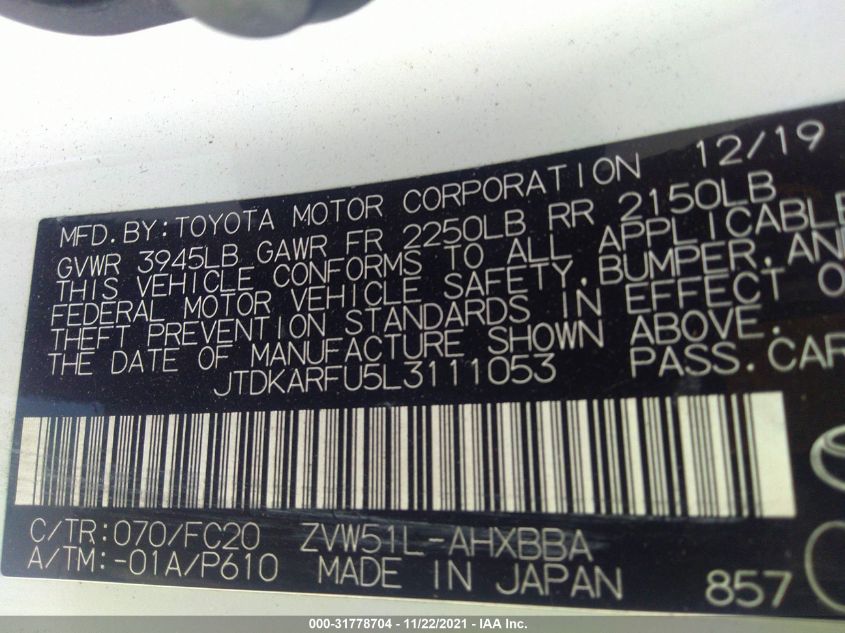 12/19
MFD.BY:TOYOTA MOTOR CORPORATION
GVWR 3945LB GAWR FR 2250LB RR 2150LB
THIS VEHICLE CONFORMS TO ALL APPLICABLE
FEDERAL MOTOR VEHICLE SAFETY,BUMPER,AND
THEFT PREVENTION STANDARDS IN EFFECT O
THE DATE OF MANUFACTURE SHOWN ABOVE.
JTDKARFU5L3111053 PASS.CAR
C/TR:070/FC20 ZVW51L-AHXBBA
A/TM:-01A/P610 MADE IN JAPAN 857
000-31778704 - 11/22/2021 - IAA Inc.